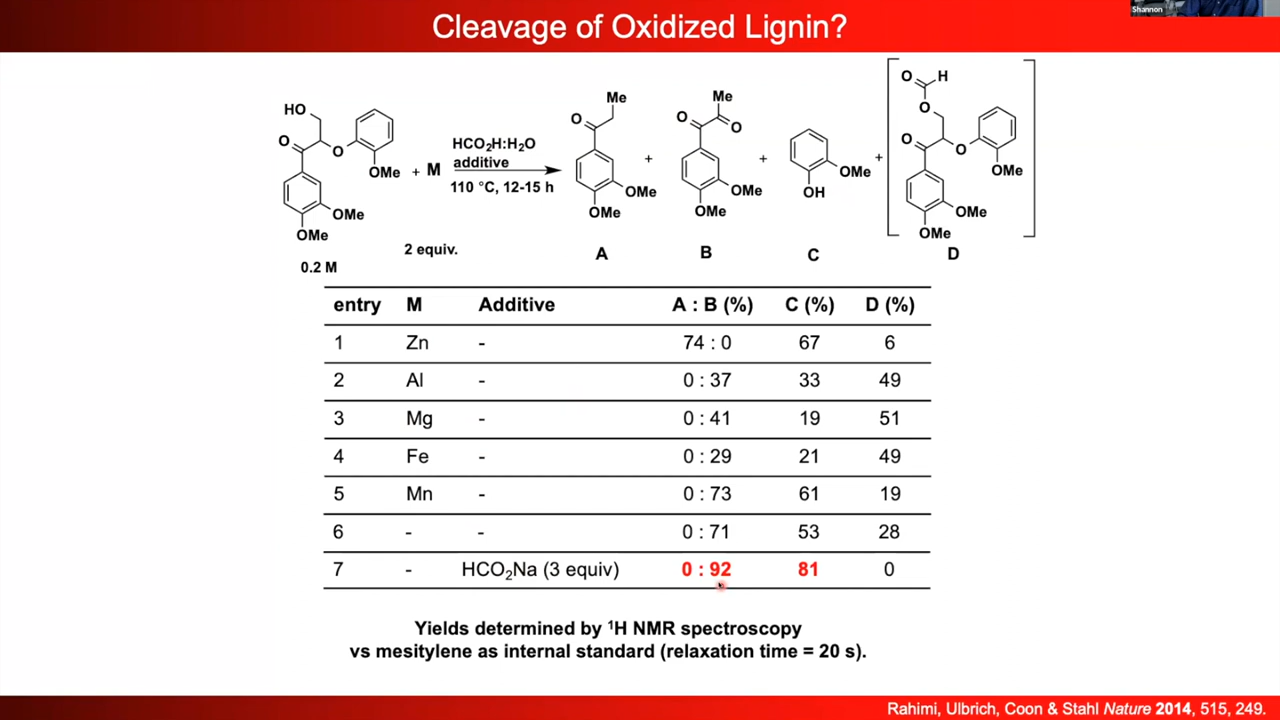 Shannon
Cleavage of Oxidized Lignin?
HO
O
O
OMe
OMe
OMe
0.2 M
+ M
2 equiv.
HCO₂H:H₂O
additive
110 °C, 12-15 h
Me
O
OMe
OMe
A
+
Me
O
O
OMe
OMe
B
+
OMe
OH
C
+
O
H
O
O
O
OMe
OMe
OMe
D
entry M Additive A : B (%) C (%) D (%)
1 Zn - 74 : 0 67 6
2 Al - 0 : 37 33 49
3 Mg - 0 : 41 19 51
4 Fe - 0 : 29 21 49
5 Mn - 0 : 73 61 19
6 - - 0 : 71 53 28
7 - HCO₂Na (3 equiv) 0 : 92 81 0
Yields determined by ¹H NMR spectroscopy
vs mesitylene as internal standard (relaxation time = 20 s).
Rahimi, Ulbrich, Coon & Stahl Nature 2014, 515, 249.